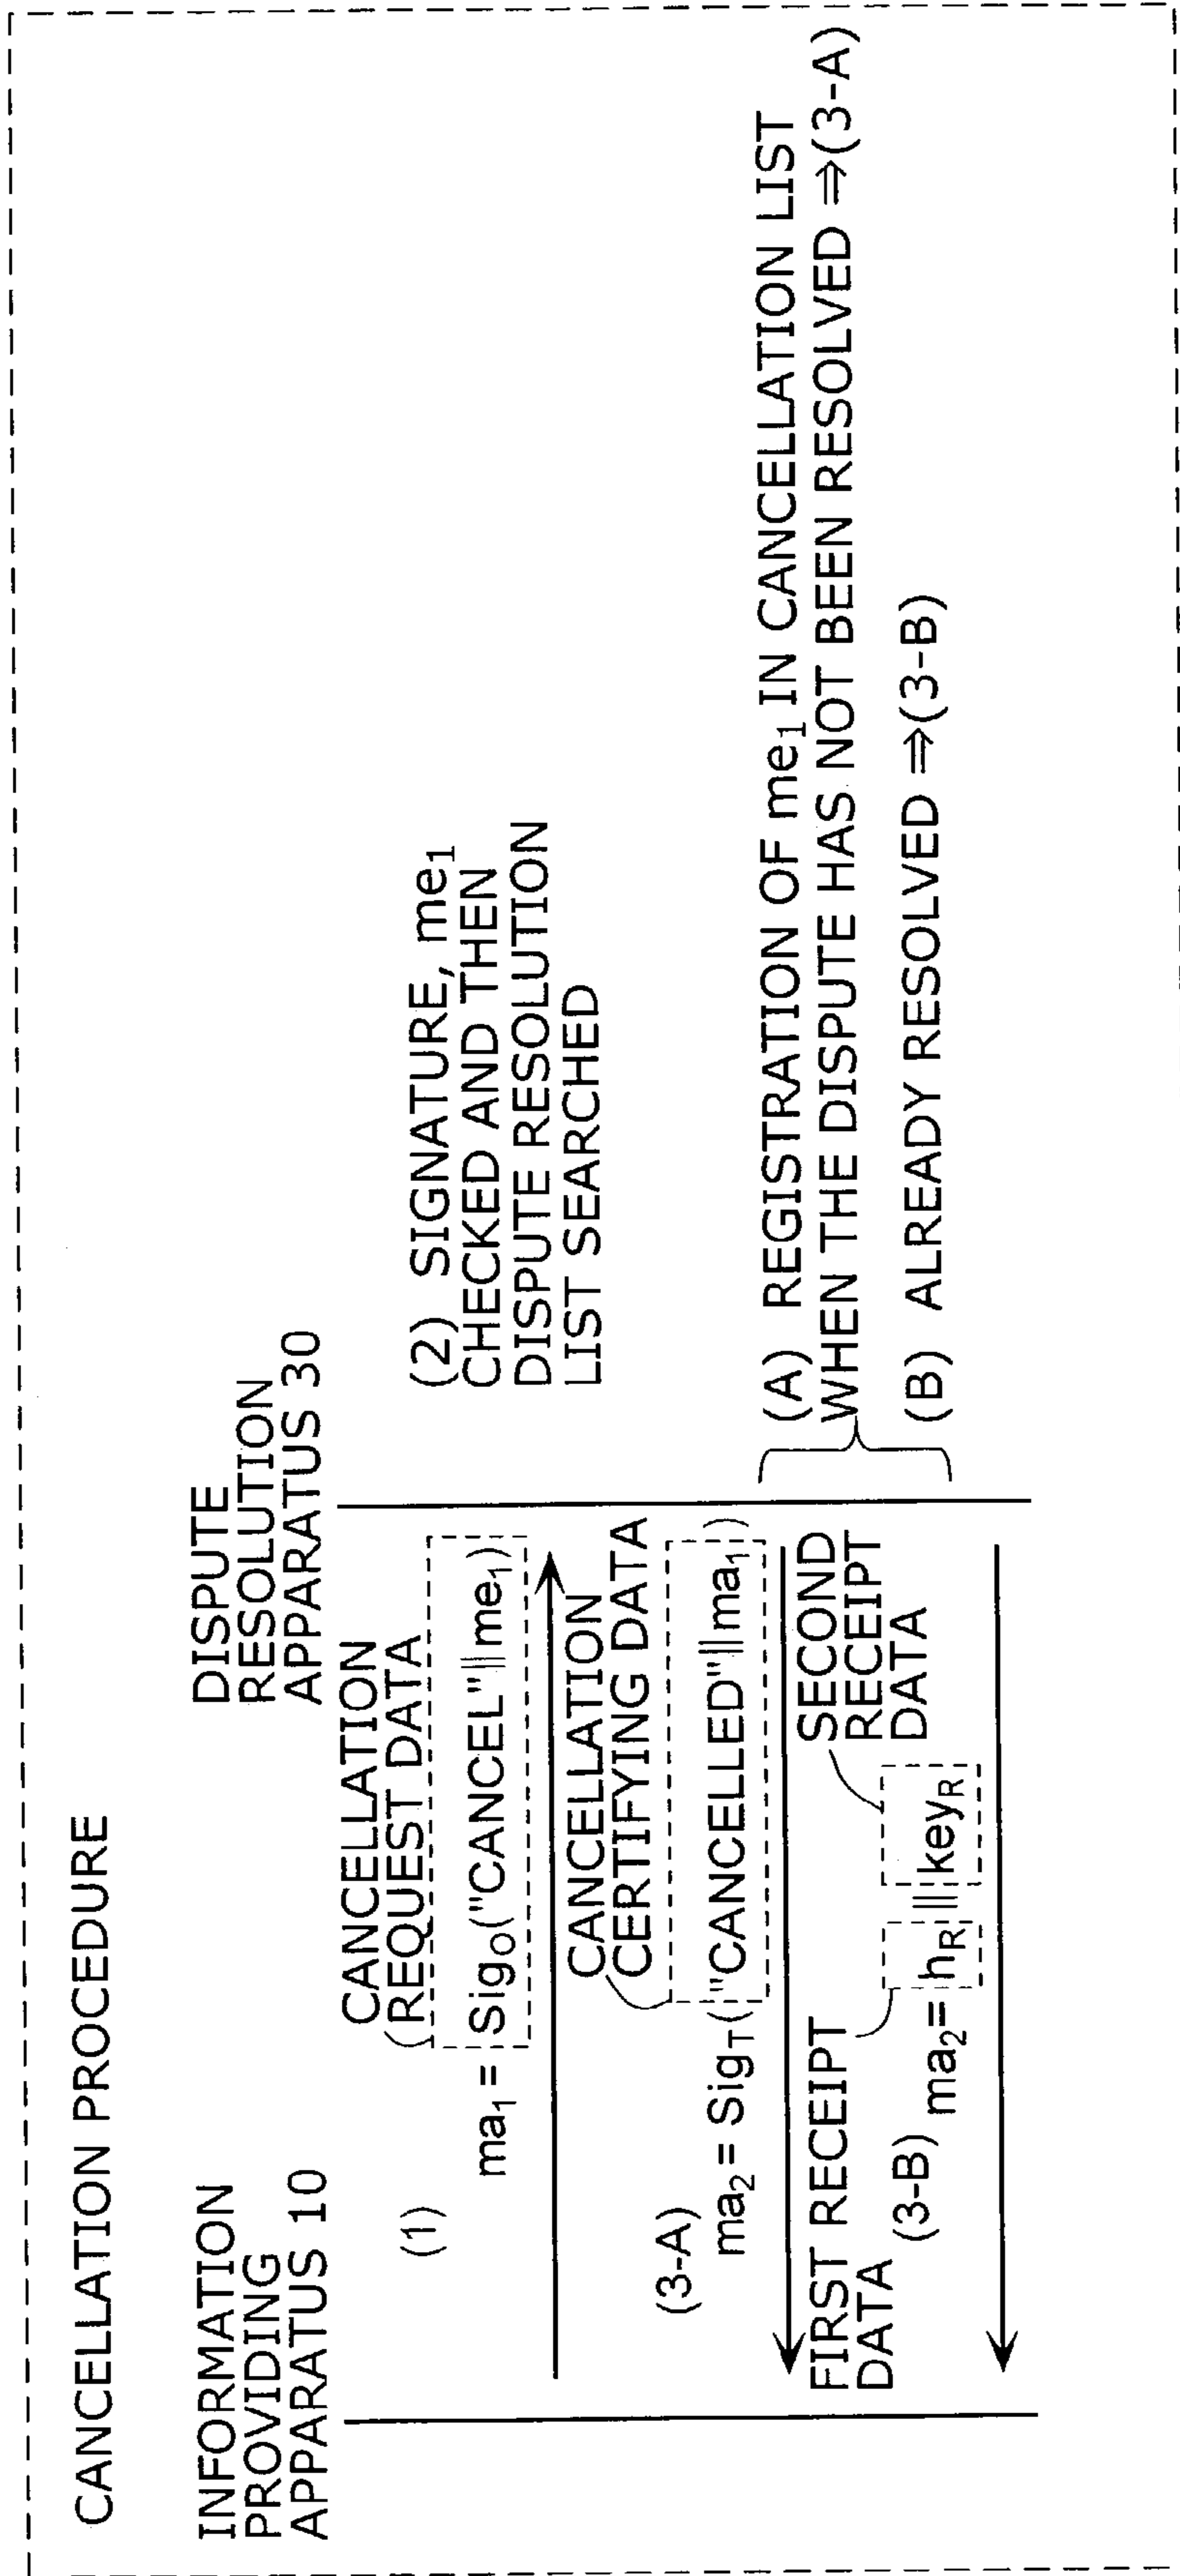 CANCELLATION PROCEDURE
INFORMATION
PROVIDING
APPARATUS 10
DISPUTE
RESOLUTION
APPARATUS 30
CANCELLATION
REQUEST DATA
(1)
ma₁ = Sigₒ("CANCEL"||me₁)
(2) SIGNATURE, me₁
CHECKED AND THEN
DISPUTE RESOLUTION
LIST SEARCHED
CANCELLATION
CERTIFYING DATA
(3-A)
ma₂ = Sig_T("CANCELLED"||ma₁)
(A) REGISTRATION OF me₁ IN CANCELLATION LIST
WHEN THE DISPUTE HAS NOT BEEN RESOLVED ⇒(3-A)
(B) ALREADY RESOLVED ⇒(3-B)
FIRST RECEIPT
DATA
SECOND
RECEIPT
DATA
(3-B)
ma₂= h_R || key_R